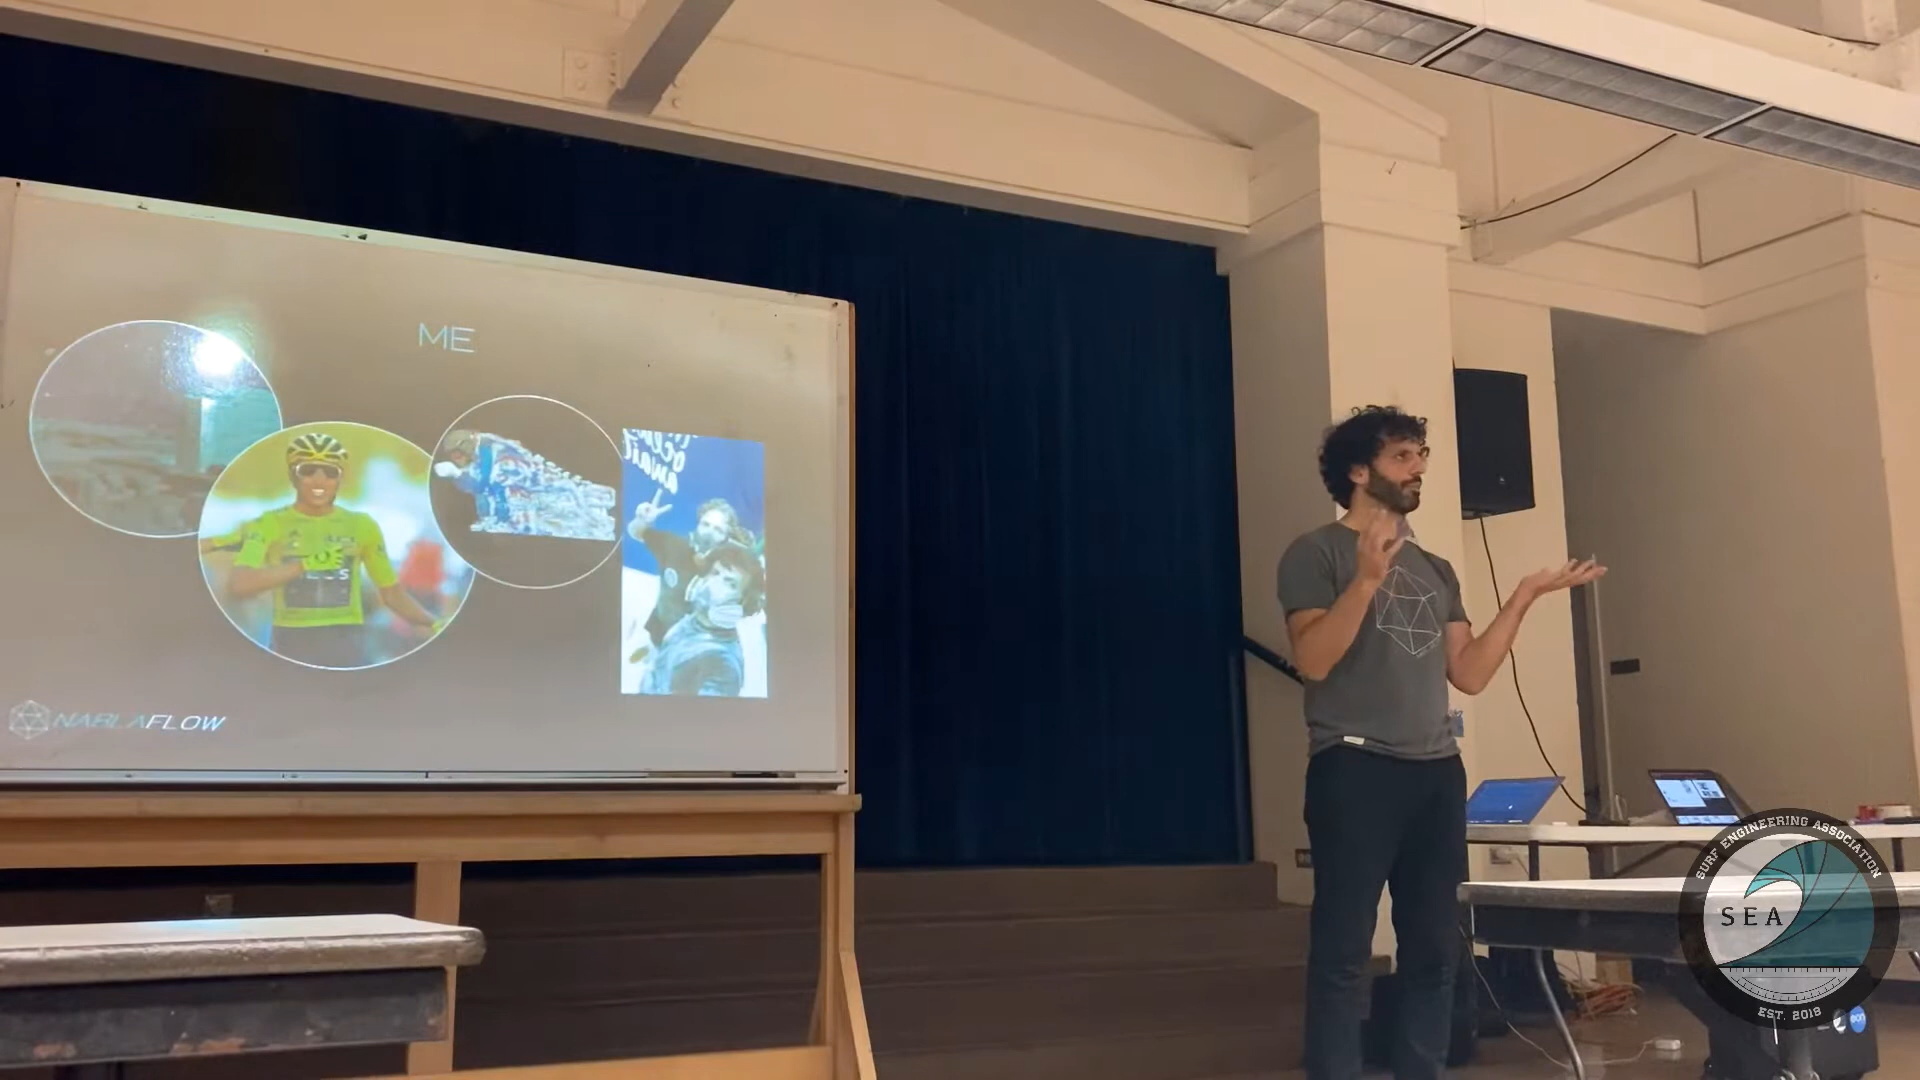 ME
NABLAFLOW
SURF ENGINEERING ASSOCIATION
SEA
EST. 2018